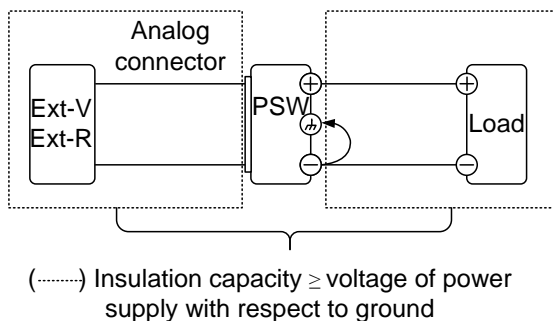 Analog
connector
Ext-V
Ext-R
PSW
Load
(--------) Insulation capacity ≥ voltage of power
supply with respect to ground